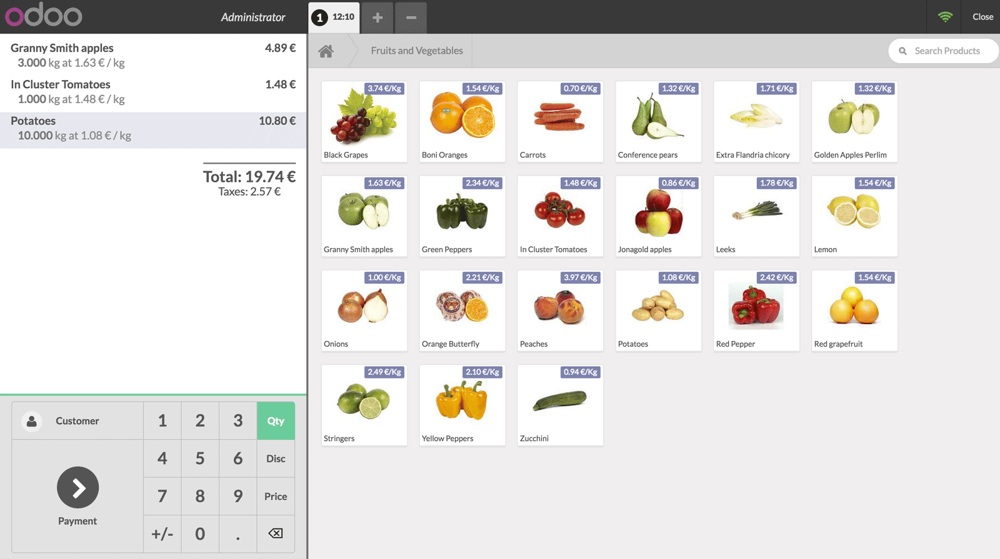 odoo
Administrator
1 12:10
+
-
Close
Granny Smith apples 4.89 €
3.000 kg at 1.63 € / kg
In Cluster Tomatoes 1.48 €
1.000 kg at 1.48 € / kg
Potatoes 10.80 €
10.000 kg at 1.08 € / kg
Total: 19.74 €
Taxes: 2.57 €
Customer
Payment
1 2 3 Qty
4 5 6 Disc
7 8 9 Price
+/- 0 .
Fruits and Vegetables
Search Products
3.74 €/Kg
Black Grapes
1.54 €/Kg
Boni Oranges
0.70 €/Kg
Carrots
1.32 €/Kg
Conference pears
1.71 €/Kg
Extra Flandria chicory
1.32 €/Kg
Golden Apples Perlim
1.63 €/Kg
Granny Smith apples
2.34 €/Kg
Green Peppers
1.48 €/Kg
In Cluster Tomatoes
0.86 €/Kg
Jonagold apples
1.78 €/Kg
Leeks
1.54 €/Kg
Lemon
1.00 €/Kg
Onions
2.21 €/Kg
Orange Butterfly
3.97 €/Kg
Peaches
1.08 €/Kg
Potatoes
2.42 €/Kg
Red Pepper
1.54 €/Kg
Red grapefruit
2.49 €/Kg
Stringers
2.10 €/Kg
Yellow Peppers
0.94 €/Kg
Zucchini